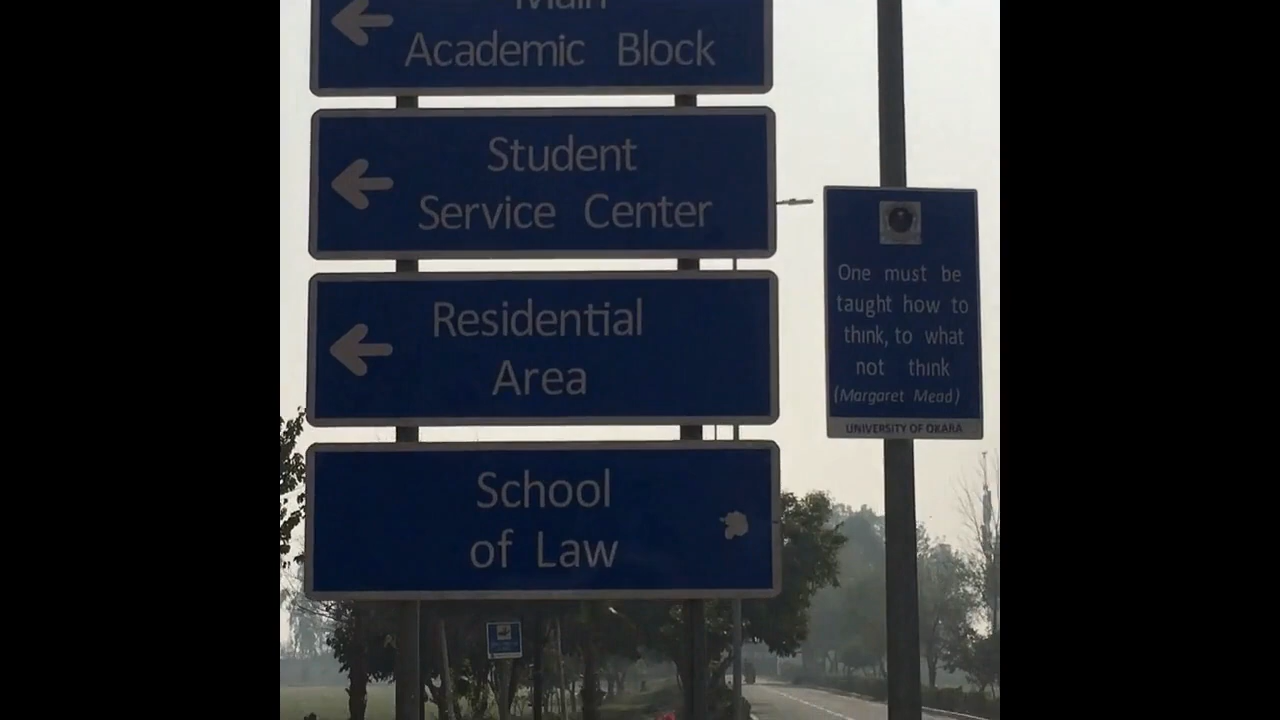 Main
Academic Block
Student
Service Center
Residential
Area
School
of Law
One must be
taught how to
think, to what
not think
(Margaret Mead)
UNIVERSITY OF OKARA